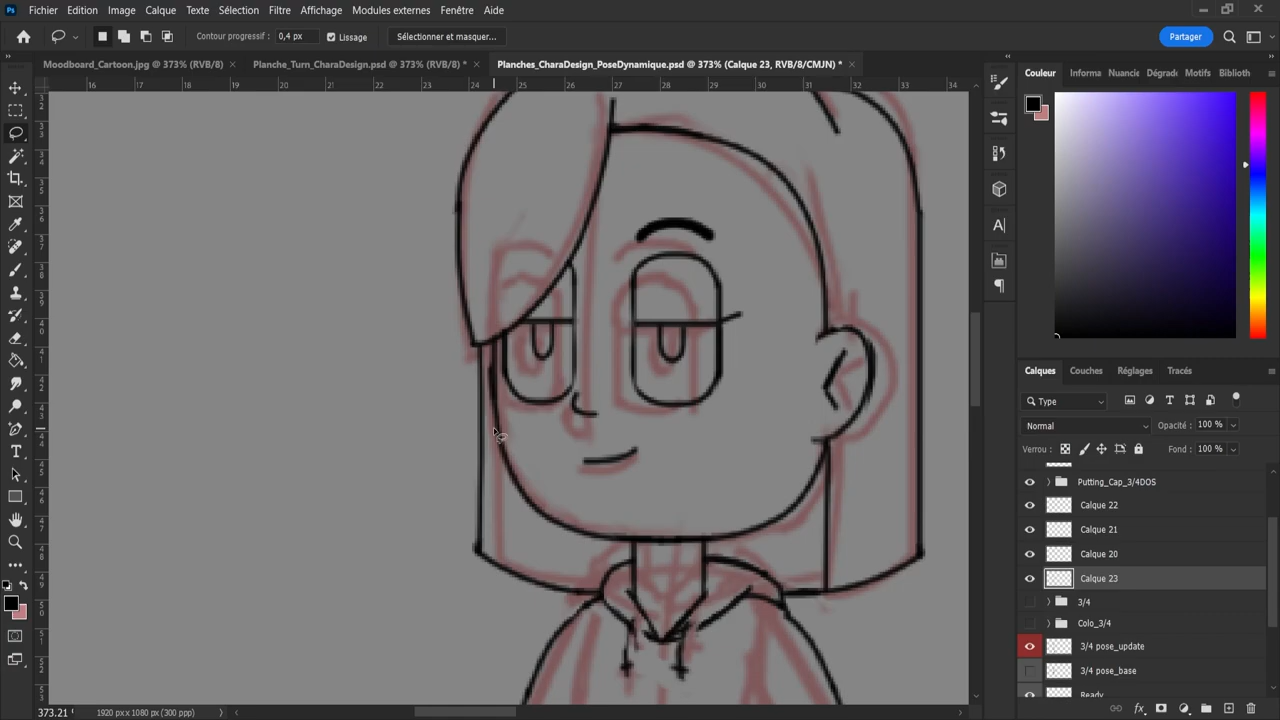 Fichier Edition Image Calque Texte Sélection Filtre Affichage Modules externes Fenêtre Aide
Contour progressif : 0,4 px Lissage Sélectionner et masquer... Partager
Moodboard_Cartoon.jpg @ 373% (RVB/8) Planche_Turn_CharaDesign.psd @ 373% (RVB/8) * Planches_CharaDesign_PoseDynamique.psd @ 373% (Calque 23, RVB/8/CMJN) *
Couleur Informa Nuancie Dégradé Motifs Biblioth
16 17 18 19 20 21 22 23 24 25 26 27 28 29 30 31 32 33 34
Calques Couches Réglages Tracés
Type
Normal Opacité : 100 %
Verrou : Fond : 100 %
Putting_Cap_3/4DOS
Calque 22
Calque 21
Calque 20
Calque 23
3/4
Colo_3/4
3/4 pose_update
3/4 pose_base
Ready
373.21 1920 px x 1080 px (300 ppp)